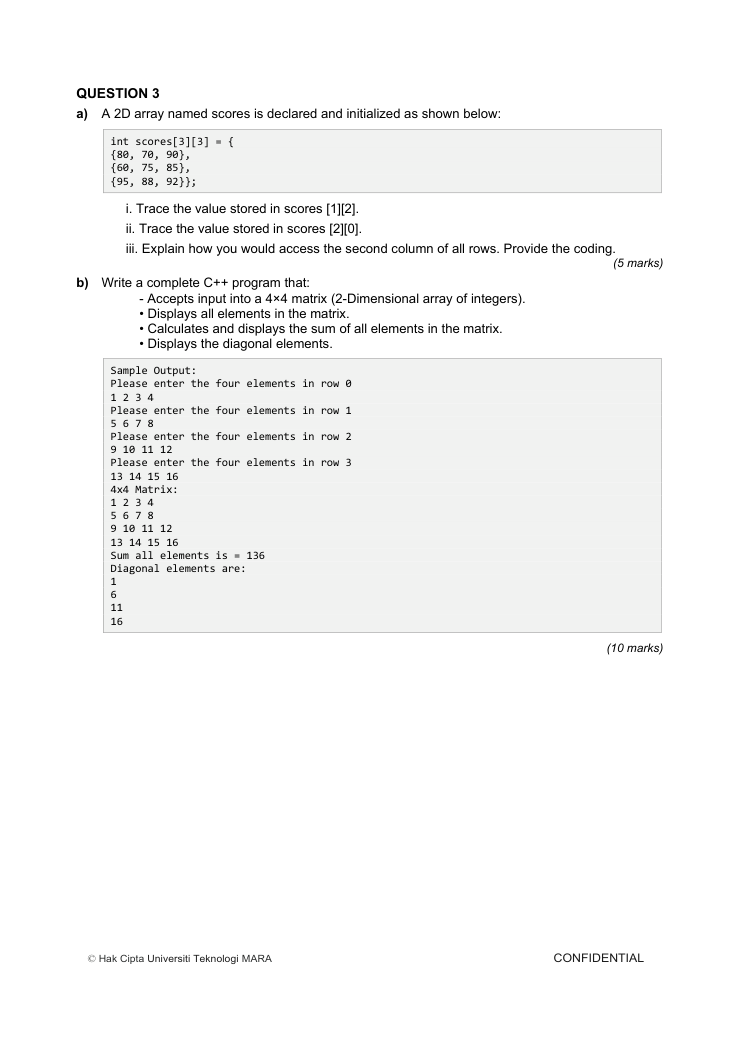 QUESTION 3
a) A 2D array named scores is declared and initialized as shown below:
int scores[3][3] = {
{80, 70, 90},
{60, 75, 85},
{95, 88, 92}};
i. Trace the value stored in scores [1][2].
ii. Trace the value stored in scores [2][0].
iii. Explain how you would access the second column of all rows. Provide the coding.
(5 marks)
b) Write a complete C++ program that:
- Accepts input into a 4×4 matrix (2-Dimensional array of integers).
• Displays all elements in the matrix.
• Calculates and displays the sum of all elements in the matrix.
• Displays the diagonal elements.
Sample Output:
Please enter the four elements in row 0
1 2 3 4
Please enter the four elements in row 1
5 6 7 8
Please enter the four elements in row 2
9 10 11 12
Please enter the four elements in row 3
13 14 15 16
4x4 Matrix:
1 2 3 4
5 6 7 8
9 10 11 12
13 14 15 16
Sum all elements is = 136
Diagonal elements are:
1
6
11
16
(10 marks)
© Hak Cipta Universiti Teknologi MARA CONFIDENTIAL